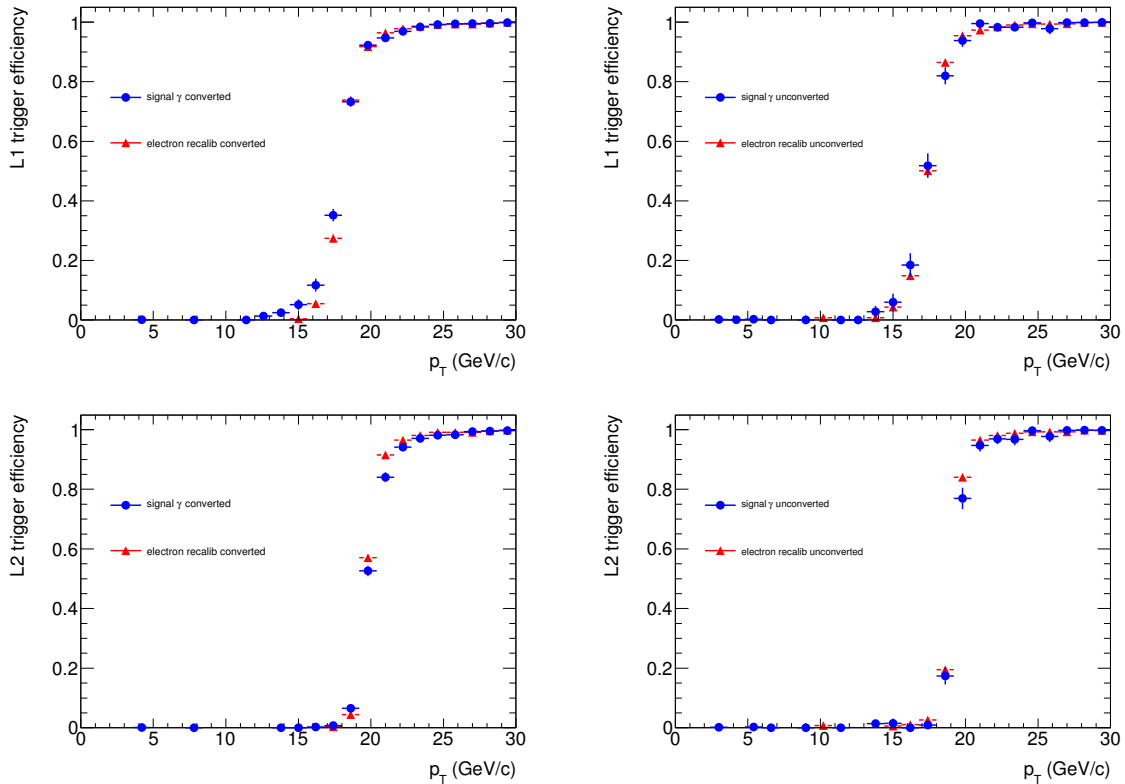 L1 trigger efficiency
1
0.8
0.6
0.4
0.2
0
signal γ converted
electron recalib converted
0 5 10 15 20 25 30
p_T (GeV/c)
L1 trigger efficiency
1
0.8
0.6
0.4
0.2
0
signal γ unconverted
electron recalib unconverted
0 5 10 15 20 25 30
p_T (GeV/c)
L2 trigger efficiency
1
0.8
0.6
0.4
0.2
0
signal γ converted
electron recalib converted
0 5 10 15 20 25 30
p_T (GeV/c)
L2 trigger efficiency
1
0.8
0.6
0.4
0.2
0
signal γ unconverted
electron recalib unconverted
0 5 10 15 20 25 30
p_T (GeV/c)